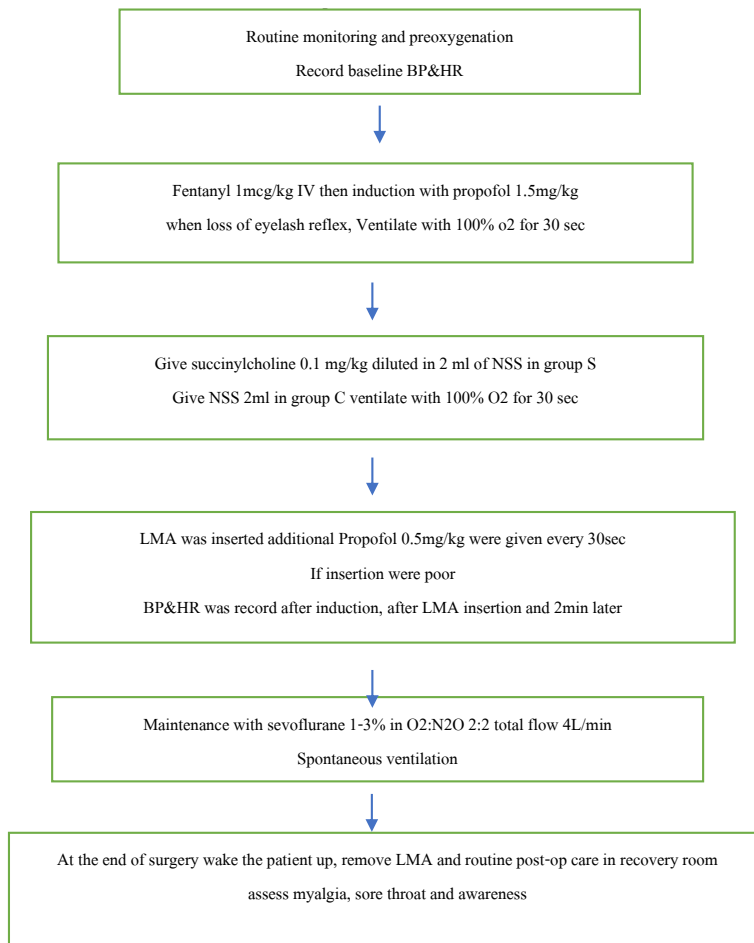 Routine monitoring and preoxygenation
Record baseline BP&HR
Fentanyl 1mcg/kg IV then induction with propofol 1.5mg/kg
when loss of eyelash reflex, Ventilate with 100% o2 for 30 sec
Give succinylcholine 0.1 mg/kg diluted in 2 ml of NSS in group S
Give NSS 2ml in group C ventilate with 100% O2 for 30 sec
LMA was inserted additional Propofol 0.5mg/kg were given every 30sec
If insertion were poor
BP&HR was record after induction, after LMA insertion and 2min later
Maintenance with sevoflurane 1-3% in O2:N2O 2:2 total flow 4L/min
Spontaneous ventilation
At the end of surgery wake the patient up, remove LMA and routine post-op care in recovery room
assess myalgia, sore throat and awareness